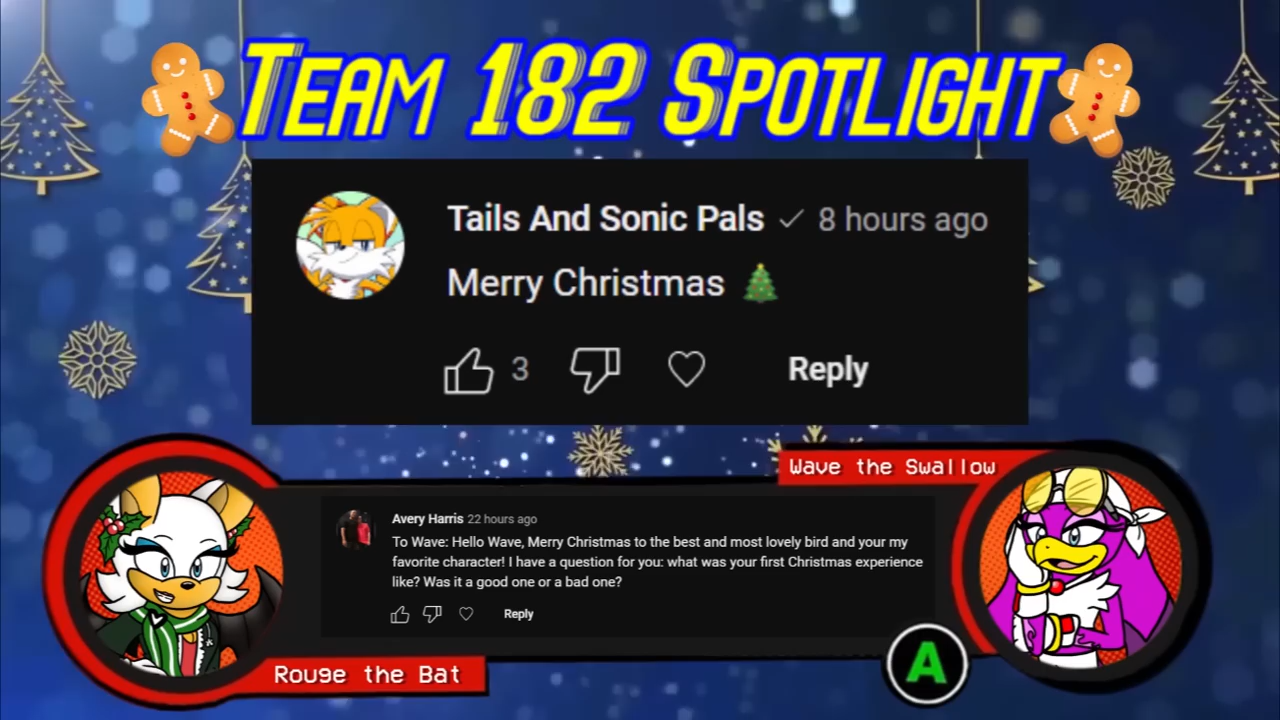 Team 182 Spotlight
Tails And Sonic Pals ✓ 8 hours ago
Merry Christmas 🎄
3
Reply
Wave the Swallow
Avery Harris 22 hours ago
To Wave: Hello Wave, Merry Christmas to the best and most lovely bird and your my
favorite character! I have a question for you: what was your first Christmas experience
like? Was it a good one or a bad one?
Reply
Rouge the Bat
A